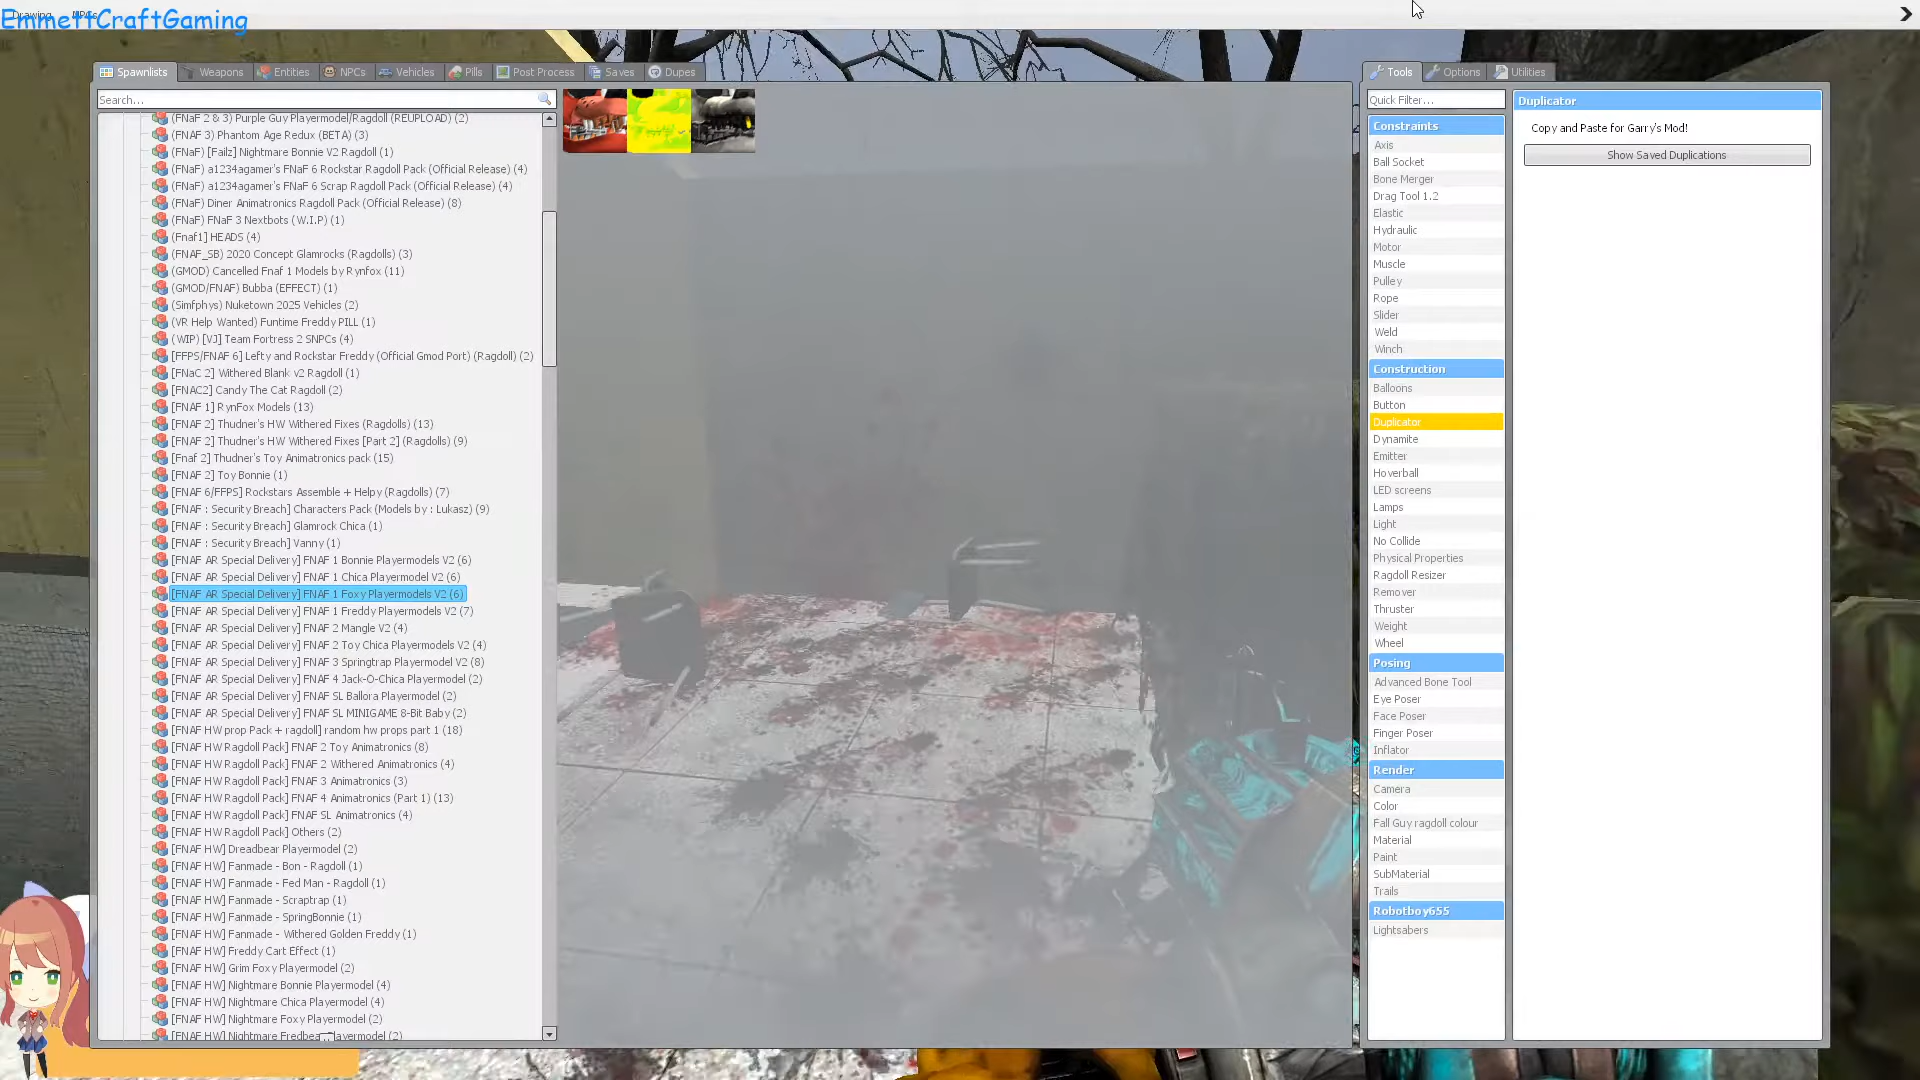 Drawing NPCs
EmmettCraftGaming
Spawnlists Weapons Entities NPCs Vehicles Pills Post Process Saves Dupes
Search...
(FNaF 2 & 3) Purple Guy Playermodel/Ragdoll (REUPLOAD) (2)
(FNAF 3) Phantom Age Redux (BETA) (3)
(FNaF) [Failz] Nightmare Bonnie V2 Ragdoll (1)
(FNaF) a1234agamer's FNaF 6 Rockstar Ragdoll Pack (Official Release) (4)
(FNaF) a1234agamer's FNaF 6 Scrap Ragdoll Pack (Official Release) (4)
(FNaF) Diner Animatronics Ragdoll Pack (Official Release) (8)
(FNaF) FNaF 3 Nextbots (W.I.P) (1)
(Fnaf1] HEADS (4)
(FNAF_SB) 2020 Concept Glamrocks (Ragdolls) (3)
(GMOD) Cancelled Fnaf 1 Models by Rynfox (11)
(GMOD/FNAF) Bubba (EFFECT) (1)
(Simfphys) Nuketown 2025 Vehicles (2)
(VR Help Wanted) Funtime Freddy PILL (1)
(WIP) [VJ] Team Fortress 2 SNPCs (4)
[FFPS/FNAF 6] Lefty and Rockstar Freddy (Official Gmod Port) (Ragdoll) (2)
[FNaC 2] Withered Blank v2 Ragdoll (1)
[FNAC2] Candy The Cat Ragdoll (2)
[FNAF 1] RynFox Models (13)
[FNAF 2] Thudner's HW Withered Fixes (Ragdolls) (13)
[FNAF 2] Thudner's HW Withered Fixes [Part 2] (Ragdolls) (9)
[Fnaf 2] Thudner's Toy Animatronics pack (15)
[FNAF 2] Toy Bonnie (1)
[FNAF 6/FFPS] Rockstars Assemble + Helpy (Ragdolls) (7)
[FNAF : Security Breach] Characters Pack (Models by : Lukasz) (9)
[FNAF : Security Breach] Glamrock Chica (1)
[FNAF : Security Breach] Vanny (1)
[FNAF AR Special Delivery] FNAF 1 Bonnie Playermodels V2 (6)
[FNAF AR Special Delivery] FNAF 1 Chica Playermodel V2 (6)
[FNAF AR Special Delivery] FNAF 1 Foxy Playermodels V2 (6)
[FNAF AR Special Delivery] FNAF 1 Freddy Playermodels V2 (7)
[FNAF AR Special Delivery] FNAF 2 Mangle V2 (4)
[FNAF AR Special Delivery] FNAF 2 Toy Chica Playermodels V2 (4)
[FNAF AR Special Delivery] FNAF 3 Springtrap Playermodel V2 (8)
[FNAF AR Special Delivery] FNAF 4 Jack-O-Chica Playermodel (2)
[FNAF AR Special Delivery] FNAF SL Ballora Playermodel (2)
[FNAF AR Special Delivery] FNAF SL MINIGAME 8-Bit Baby (2)
[FNAF HW prop Pack + ragdoll] random hw props part 1 (18)
[FNAF HW Ragdoll Pack] FNAF 2 Toy Animatronics (8)
[FNAF HW Ragdoll Pack] FNAF 2 Withered Animatronics (4)
[FNAF HW Ragdoll Pack] FNAF 3 Animatronics (3)
[FNAF HW Ragdoll Pack] FNAF 4 Animatronics (Part 1) (13)
[FNAF HW Ragdoll Pack] FNAF SL Animatronics (4)
[FNAF HW Ragdoll Pack] Others (2)
[FNAF HW] Dreadbear Playermodel (2)
[FNAF HW] Fanmade - Bon - Ragdoll (1)
[FNAF HW] Fanmade - Fed Man - Ragdoll (1)
[FNAF HW] Fanmade - Scraptrap (1)
[FNAF HW] Fanmade - SpringBonnie (1)
[FNAF HW] Fanmade - Withered Golden Freddy (1)
[FNAF HW] Freddy Cart Effect (1)
[FNAF HW] Grim Foxy Playermodel (2)
[FNAF HW] Nightmare Bonnie Playermodel (4)
[FNAF HW] Nightmare Chica Playermodel (4)
[FNAF HW] Nightmare Foxy Playermodel (2)
[FNAF HW] Nightmare Fredbear Playermodel (2)
Tools Options Utilities
Quick Filter...
Constraints
Axis
Ball Socket
Bone Merger
Drag Tool 1.2
Elastic
Hydraulic
Motor
Muscle
Pulley
Rope
Slider
Weld
Winch
Construction
Balloons
Button
Duplicator
Dynamite
Emitter
Hoverball
LED screens
Lamps
Light
No Collide
Physical Properties
Ragdoll Resizer
Remover
Thruster
Weight
Wheel
Posing
Advanced Bone Tool
Eye Poser
Face Poser
Finger Poser
Inflator
Render
Camera
Color
Fall Guy ragdoll colour
Material
Paint
SubMaterial
Trails
Robotboy655
Lightsabers
Duplicator
Copy and Paste for Garry's Mod!
Show Saved Duplications